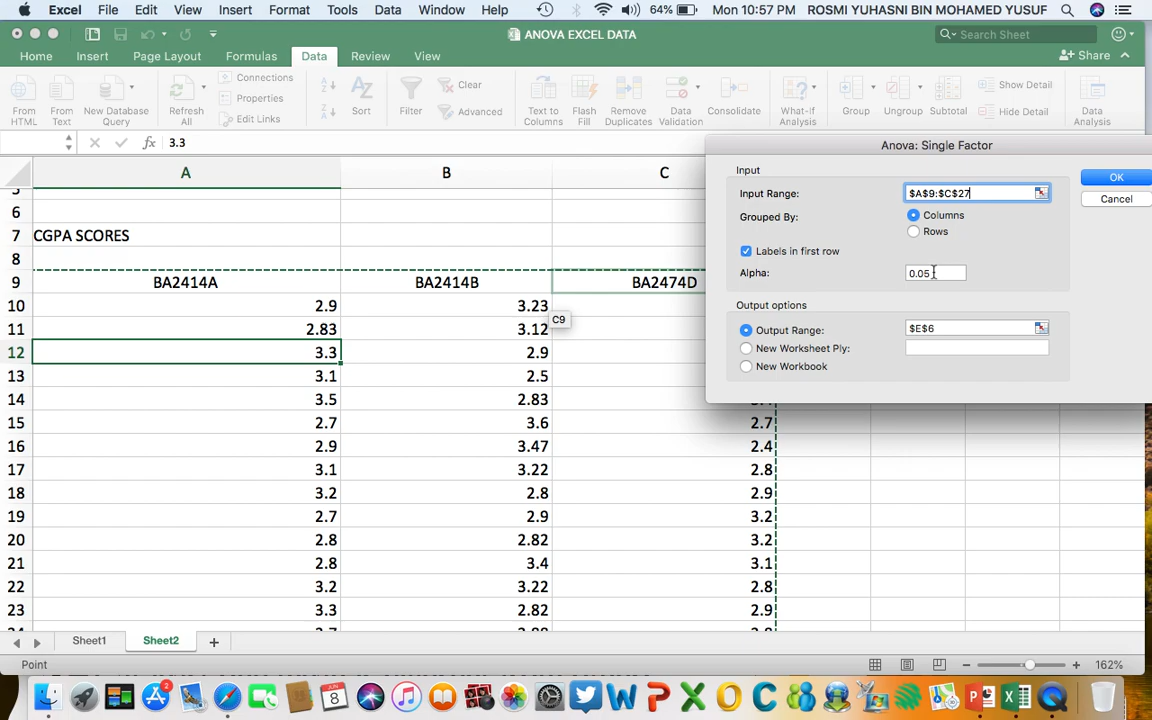 Excel File Edit View Insert Format Tools Data Window Help 64% Mon 10:57 PM ROSMI YUHASNI BIN MOHAMED YUSUF
ANOVA EXCEL DATA
Search Sheet
Home Insert Page Layout Formulas Data Review View
Share
From HTML
From Text
New Database Query
Refresh All
Connections
Properties
Edit Links
Sort
Filter
Clear
Advanced
Text to Columns
Flash Fill
Remove Duplicates
Data Validation
Consolidate
What-if Analysis
Group
Ungroup
Subtotal
Show Detail
Hide Detail
Data Analysis
fx 3.3
Anova: Single Factor
Input
Input Range: $A$9:$C$27
Grouped By: Columns
Rows
Labels in first row
Alpha: 0.05
Output options
Output Range: $E$6
New Worksheet Ply:
New Workbook
OK
Cancel
A B C
6
7 CGPA SCORES
8
9 BA2414A BA2414B BA2474D
10 2.9 3.23
C9
11 2.83 3.12
12 3.3 2.9
13 3.1 2.5
14 3.5 2.83
15 2.7 3.6 2.7
16 2.9 3.47 2.4
17 3.1 3.22 2.8
18 3.2 2.8 2.9
19 2.7 2.9 3.2
20 2.8 2.82 3.2
21 2.8 3.4 3.1
22 3.2 3.22 2.8
23 3.3 2.82 2.9
Sheet1 Sheet2
Point
162%
JUN
8
2